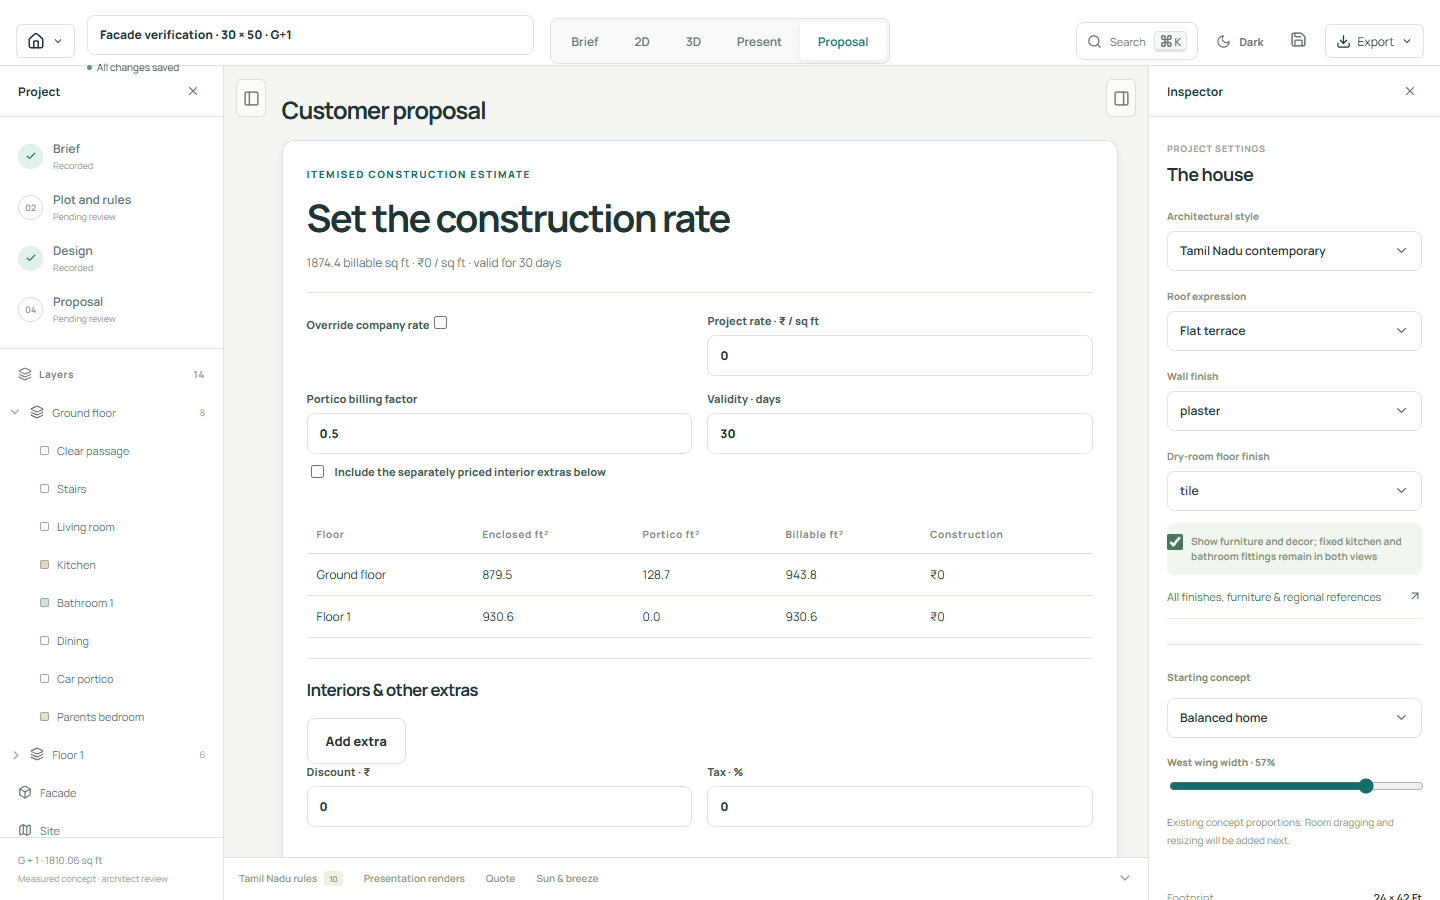 Facade verification · 30 × 50 · G+1
All changes saved
Brief
2D
3D
Present
Proposal
Search
⌘K
Dark
Export
Project
Brief
Recorded
02
Plot and rules
Pending review
Design
Recorded
04
Proposal
Pending review
Layers
14
Ground floor
8
Clear passage
Stairs
Living room
Kitchen
Bathroom 1
Dining
Car portico
Parents bedroom
Floor 1
6
Facade
Site
G + 1 · 1810.06 sq ft
Measured concept · architect review
Customer proposal
ITEMISED CONSTRUCTION ESTIMATE
Set the construction rate
1874.4 billable sq ft · ₹0 / sq ft · valid for 30 days
Override company rate
Project rate · ₹ / sq ft
0
Portico billing factor
0.5
Validity · days
30
Include the separately priced interior extras below
Floor Enclosed ft² Portico ft² Billable ft² Construction
Ground floor 879.5 128.7 943.8 ₹0
Floor 1 930.6 0.0 930.6 ₹0
Interiors & other extras
Add extra
Discount · ₹
0
Tax · %
0
Tamil Nadu rules 10
Presentation renders
Quote
Sun & breeze
Inspector
PROJECT SETTINGS
The house
Architectural style
Tamil Nadu contemporary
Roof expression
Flat terrace
Wall finish
plaster
Dry-room floor finish
tile
Show furniture and decor; fixed kitchen and
bathroom fittings remain in both views
All finishes, furniture & regional references
Starting concept
Balanced home
West wing width · 57%
Existing concept proportions. Room dragging and
resizing will be added next.
Footprint
24 × 42 Ft